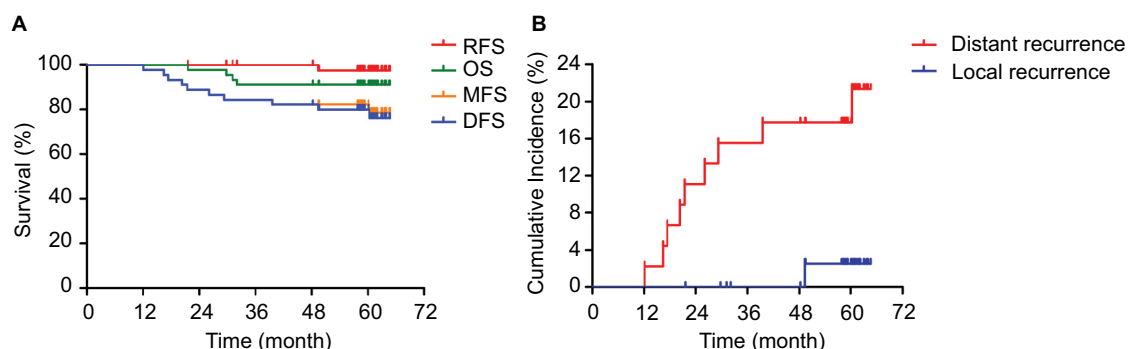 A
Survival (%)
100
80
60
40
20
0
0 12 24 36 48 60 72
Time (month)
RFS
OS
MFS
DFS
B
Cumulative Incidence (%)
24
20
16
12
8
4
0
0 12 24 36 48 60 72
Time (month)
Distant recurrence
Local recurrence